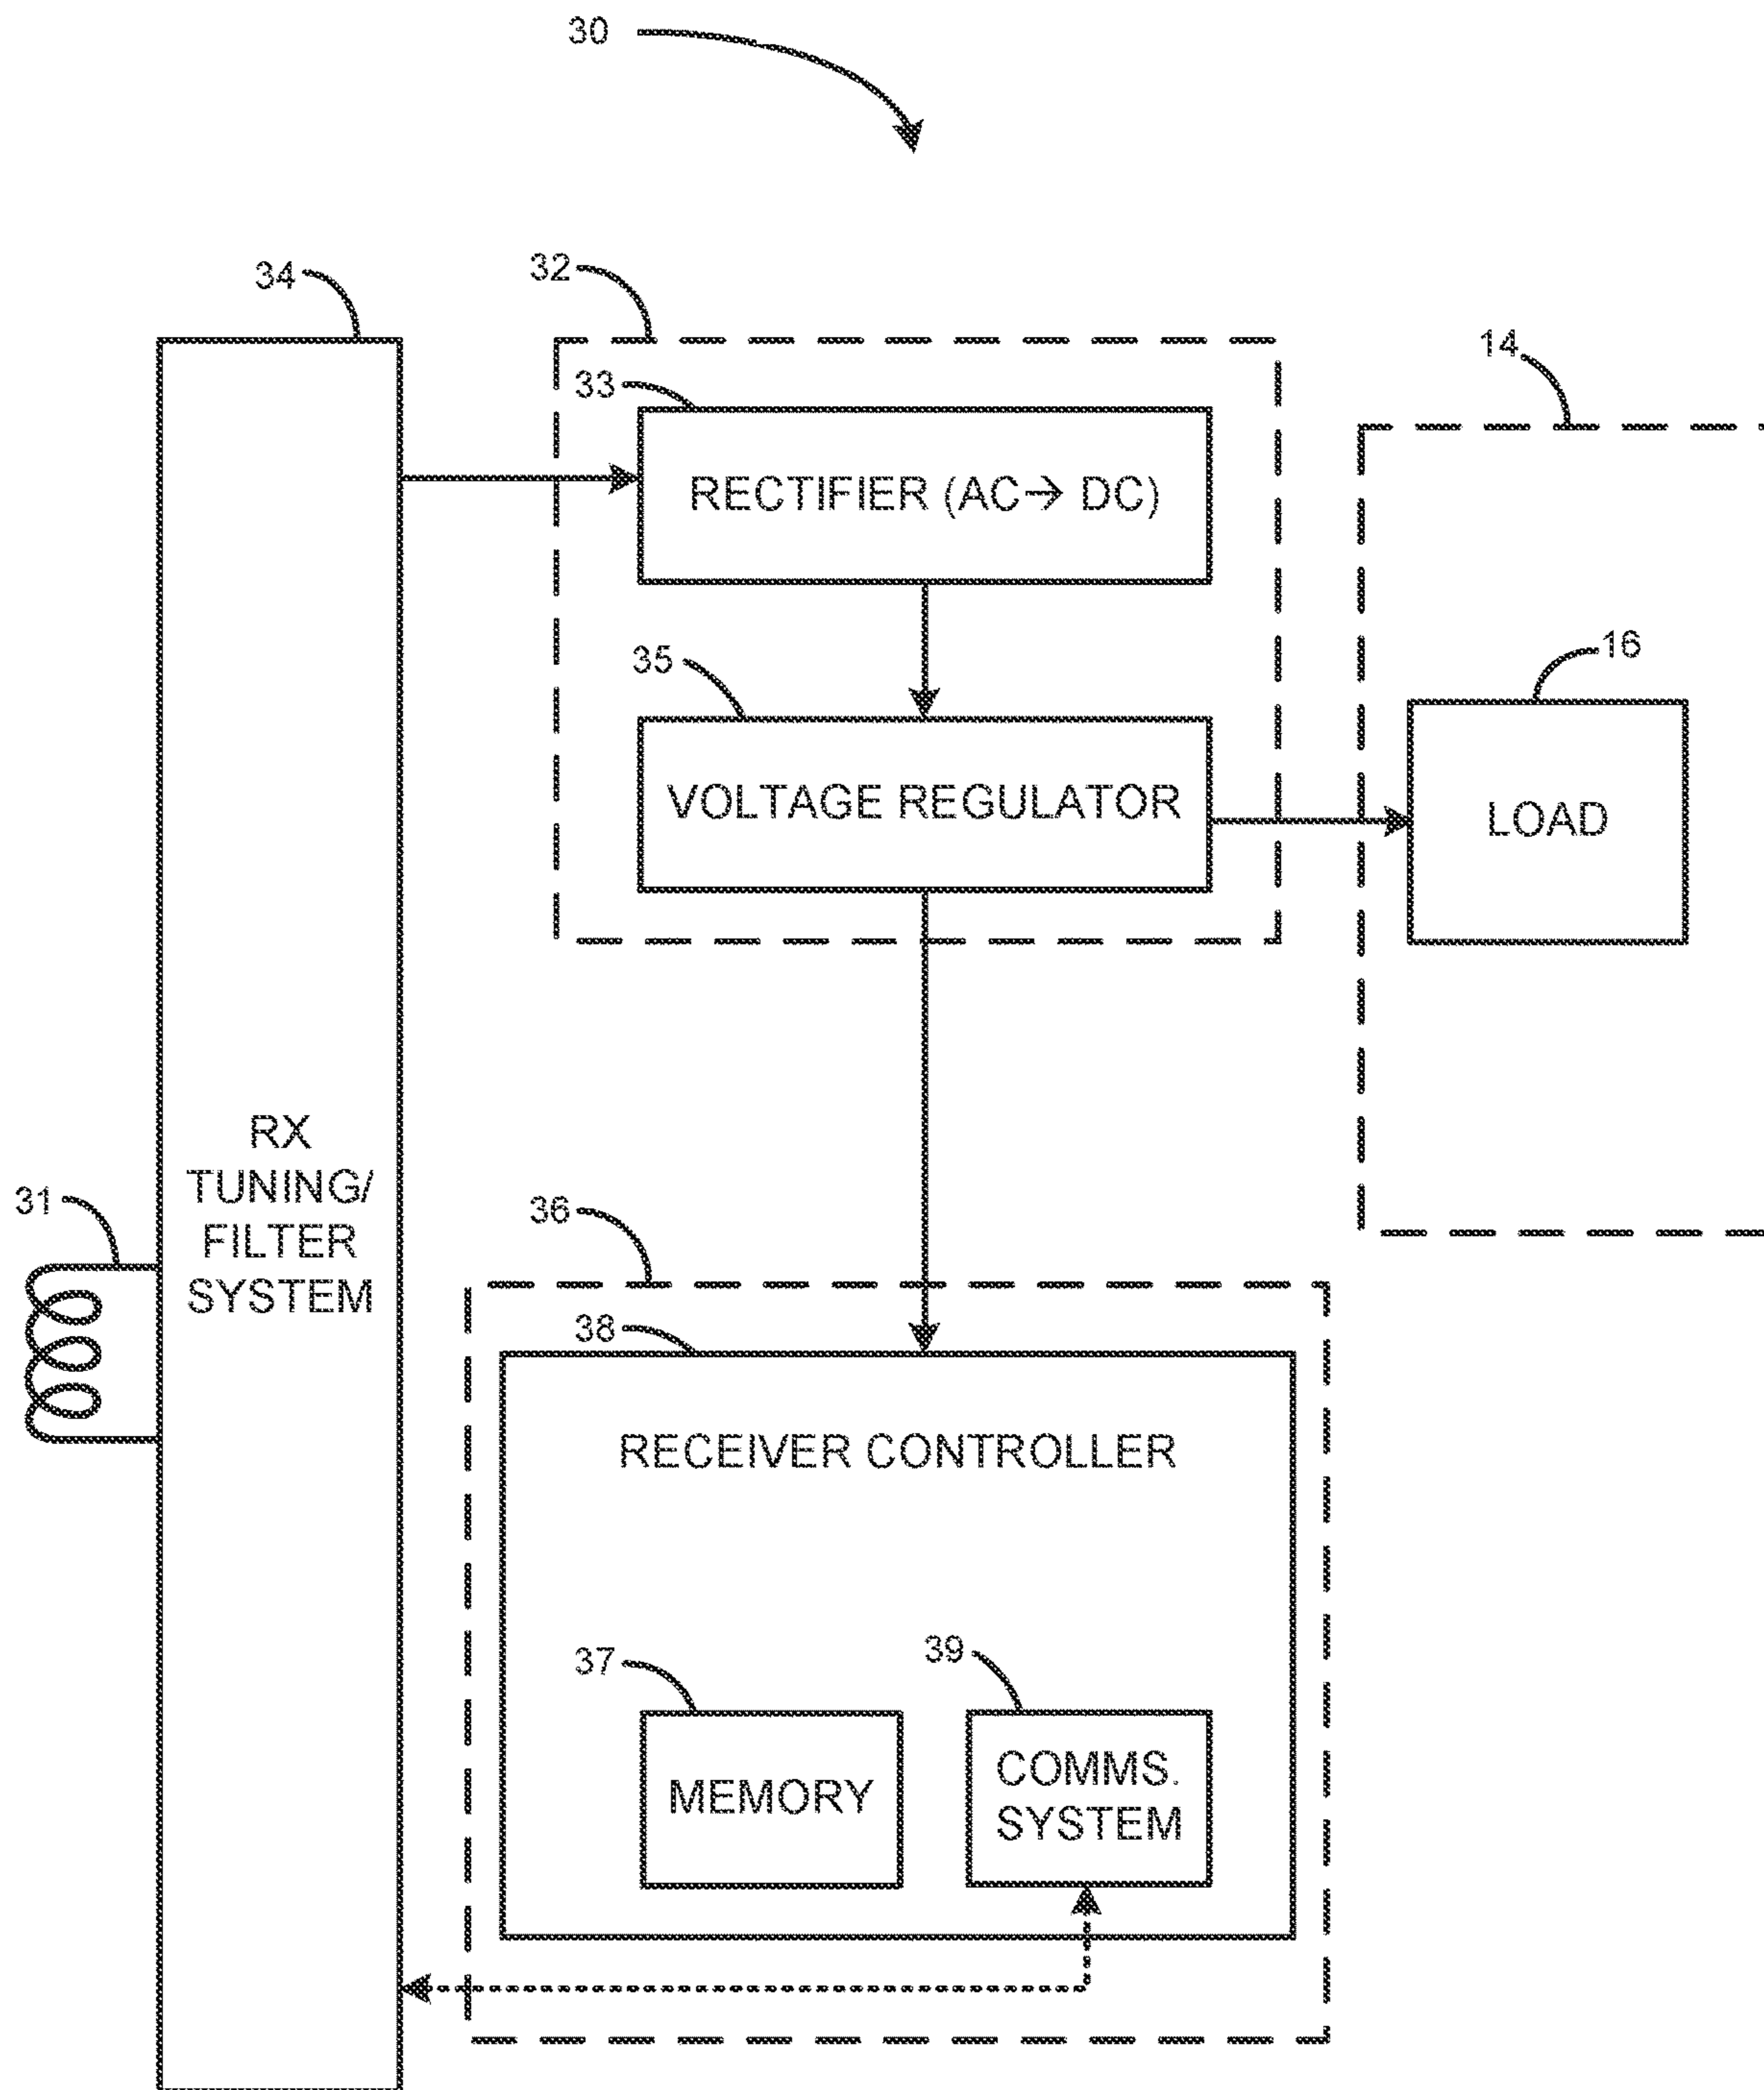 30
34
32
14
33
RECTIFIER (AC→ DC)
35
16
VOLTAGE REGULATOR
LOAD
RX
TUNING/
FILTER
SYSTEM
31
36
38
RECEIVER CONTROLLER
37
39
MEMORY
COMMS.
SYSTEM